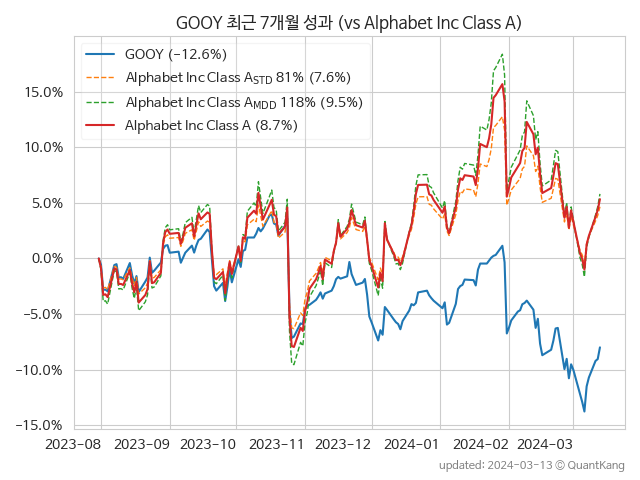 GOOY 최근 7개월 성과 (vs Alphabet Inc Class A)
GOOY (−12.6%)
Alphabet Inc Class A STD 81% (7.6%)
Alphabet Inc Class A MDD 118% (9.5%)
Alphabet Inc Class A (8.7%)
15.0%
10.0%
5.0%
0.0%
−5.0%
−10.0%
−15.0%
2023-08 2023-09 2023-10 2023-11 2023-12 2024-01 2024-02 2024-03
updated: 2024-03-13 ⓒ QuantKang